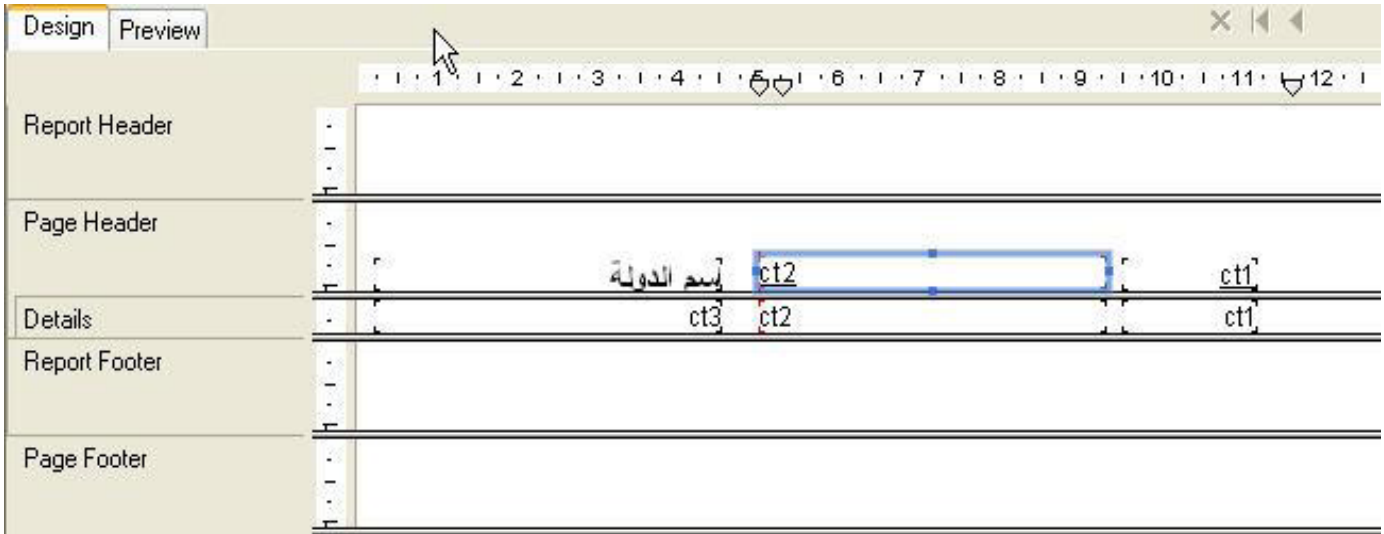 Design Preview
1 2 3 4 5 6 7 8 9 10 11 12
Report Header
Page Header
إسم الدولة ct2 ct1
Details ct3 ct2 ct1
Report Footer
Page Footer